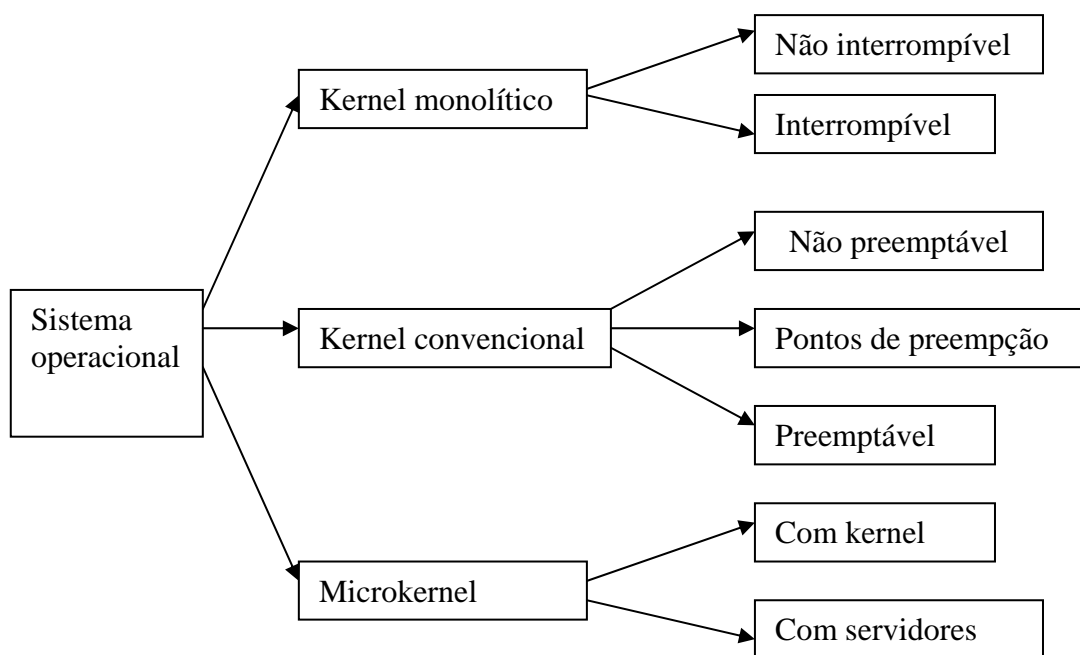 Não interrompível
Kernel monolítico
Interrompível
Não preemptável
Sistema
operacional
Kernel convencional
Pontos de preempção
Preemptável
Com kernel
Microkernel
Com servidores